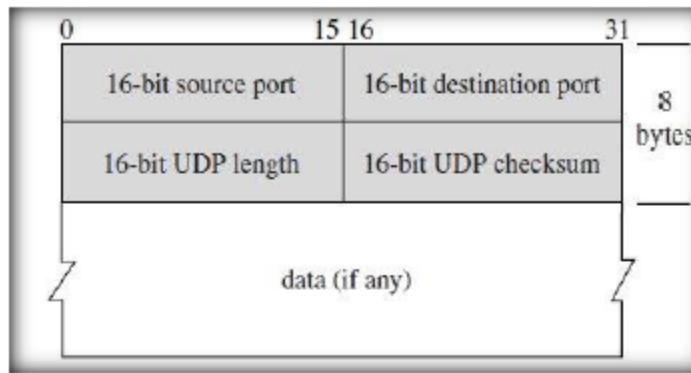 0 15 16 31
16-bit source port 16-bit destination port
8
bytes
16-bit UDP length 16-bit UDP checksum
data (if any)